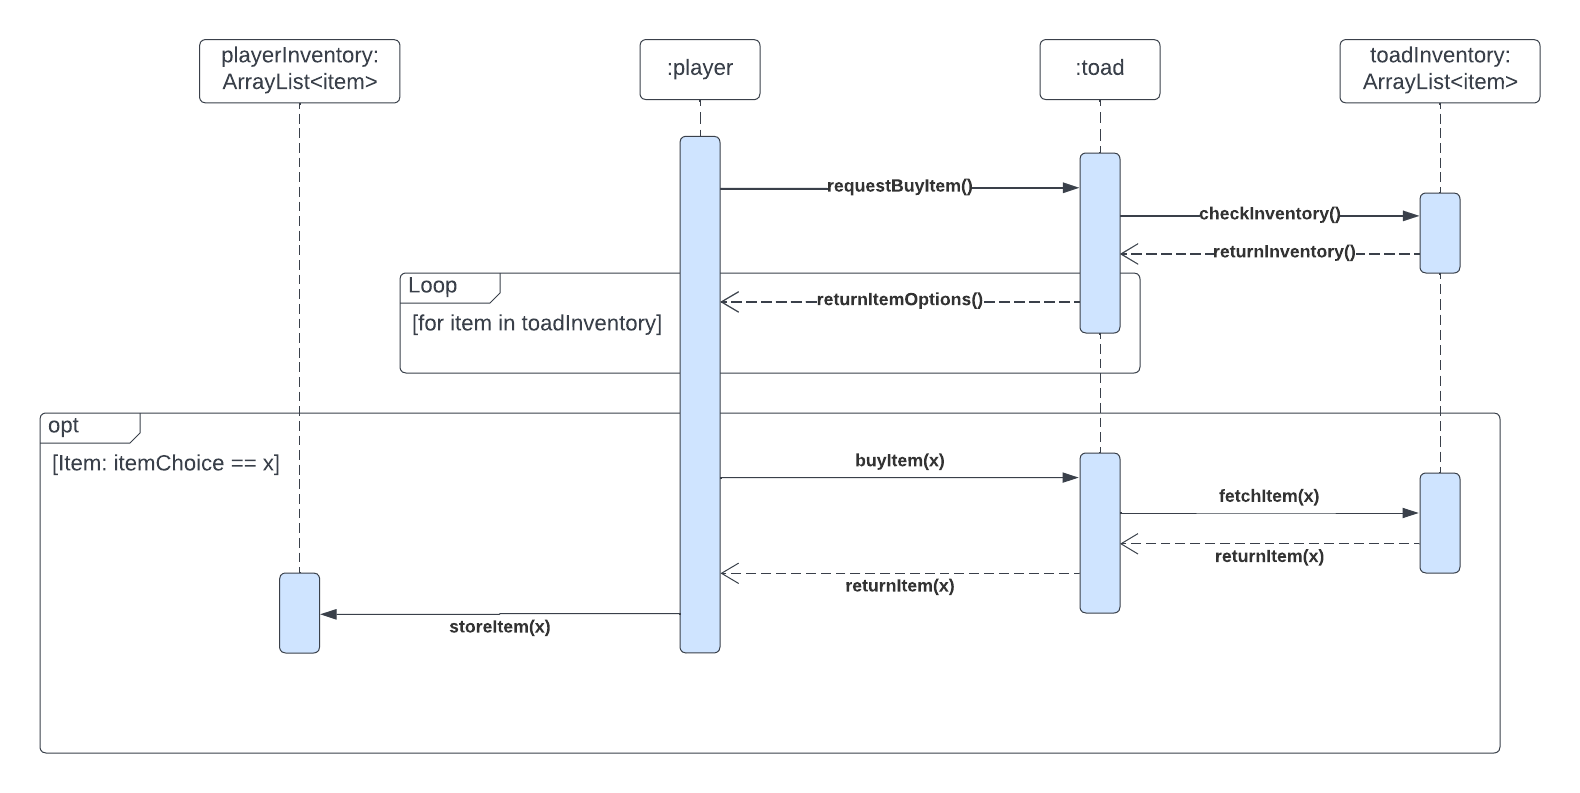 playerInventory:
ArrayList<item>
:player
:toad
toadInventory:
ArrayList<item>
requestBuyItem()
checkInventory()
returnInventory()
Loop
returnItemOptions()
[for item in toadInventory]
opt
[Item: itemChoice == x]
buyItem(x)
fetchItem(x)
returnItem(x)
returnItem(x)
storeItem(x)